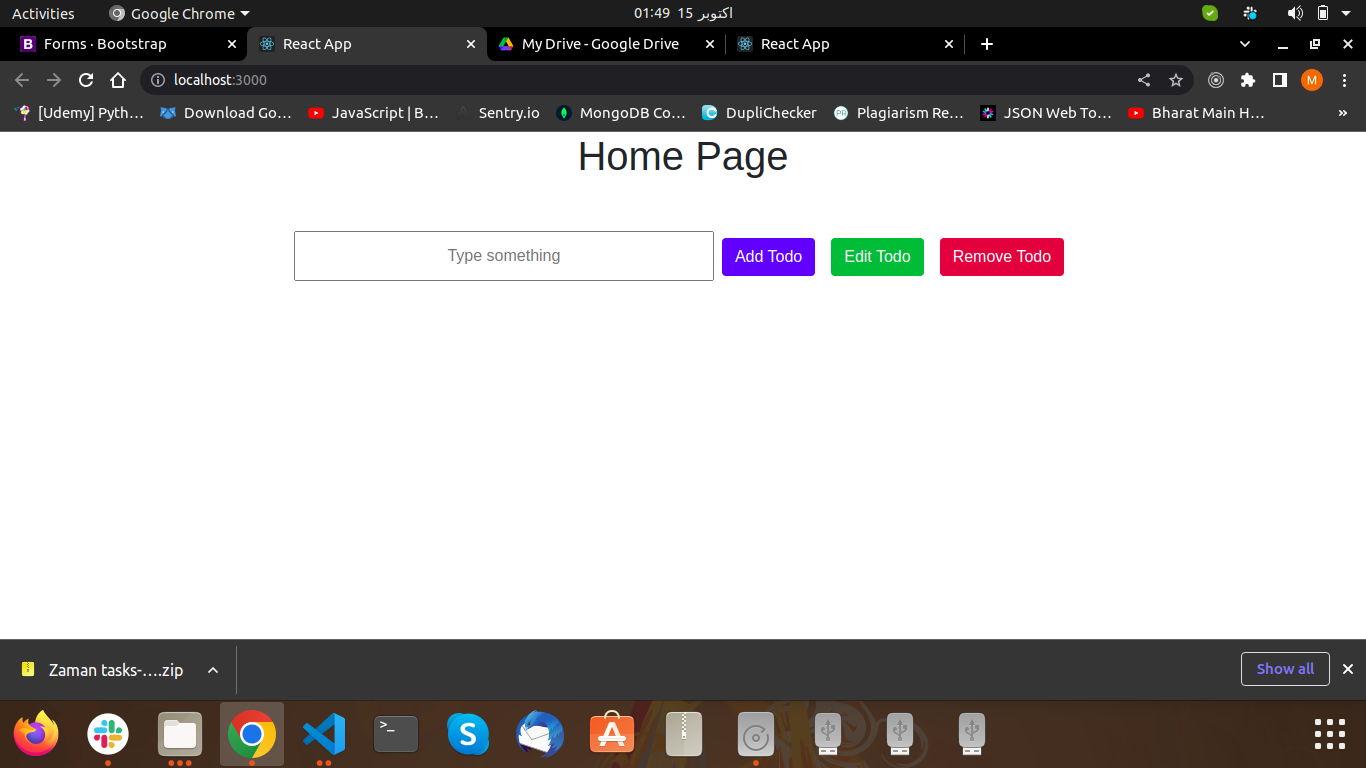 Activities Google Chrome 01:49 15 اکتوبر
Forms · Bootstrap React App My Drive - Google Drive React App
localhost:3000 M
[Udemy] Pyth… Download Go… JavaScript | B… Sentry.io MongoDB Co… DupliChecker Plagiarism Re… JSON Web To… Bharat Main H… »
Home Page
Type something Add Todo Edit Todo Remove Todo
Zaman tasks-….zip Show all